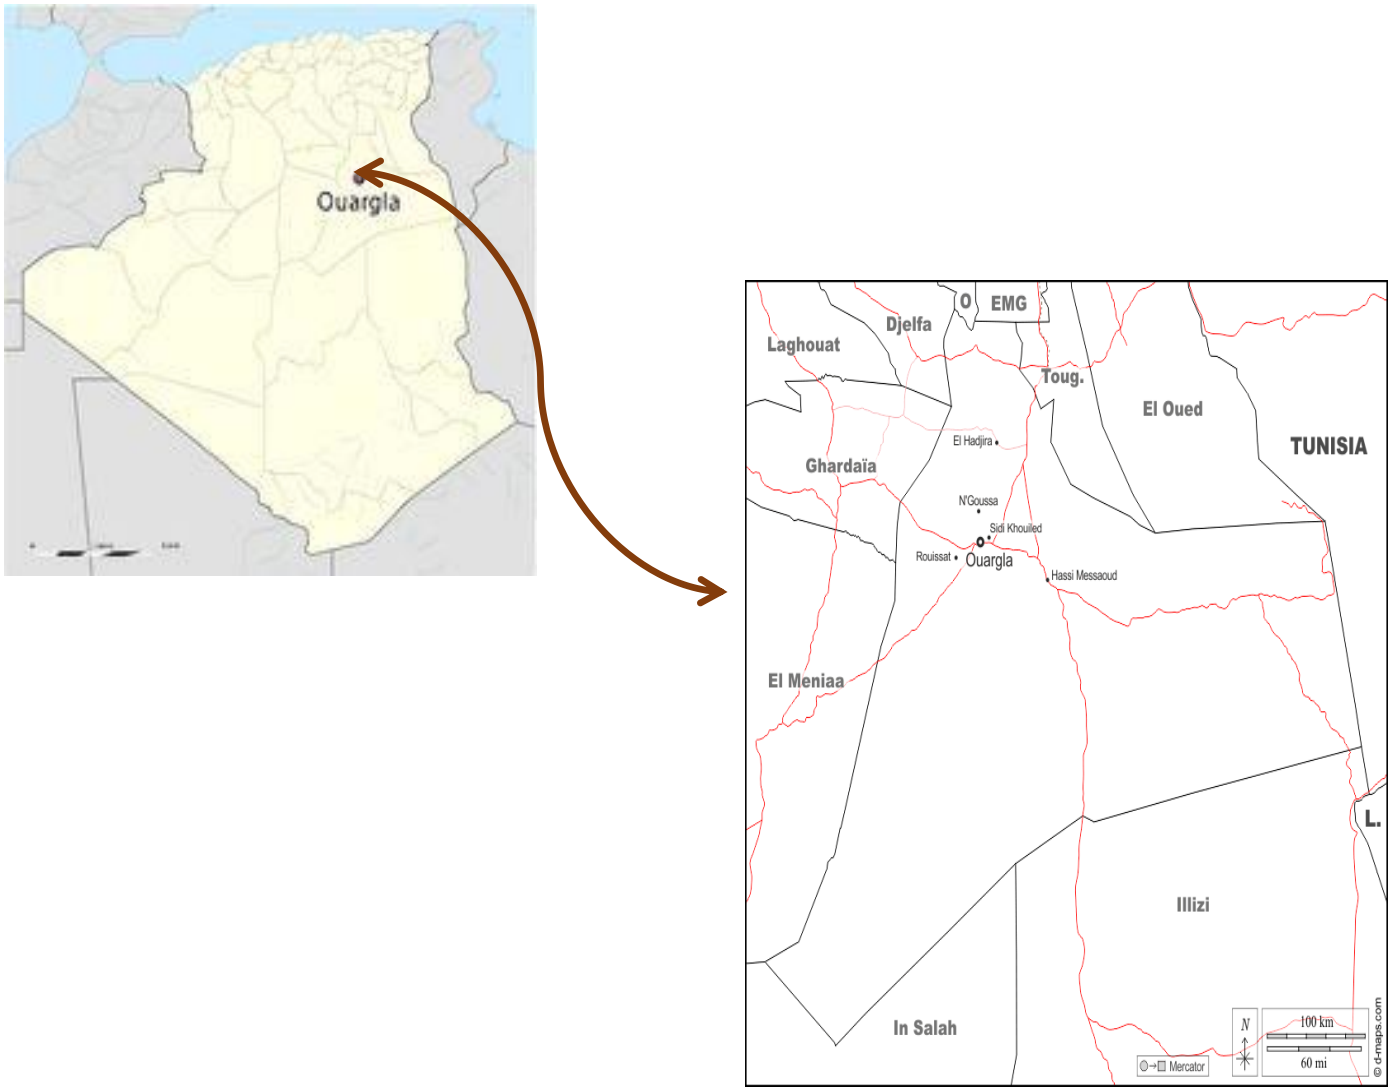 Ouargla
O
EMG
Djelfa
Laghouat
Toug.
El Oued
TUNISIA
El Hadjira
Ghardaïa
N'Goussa
Sidi Khouiled
Rouissat
Ouargla
Hassi Messaoud
El Meniaa
L.
Illizi
In Salah
N
100 km
60 mi
Mercator
© d-maps.com